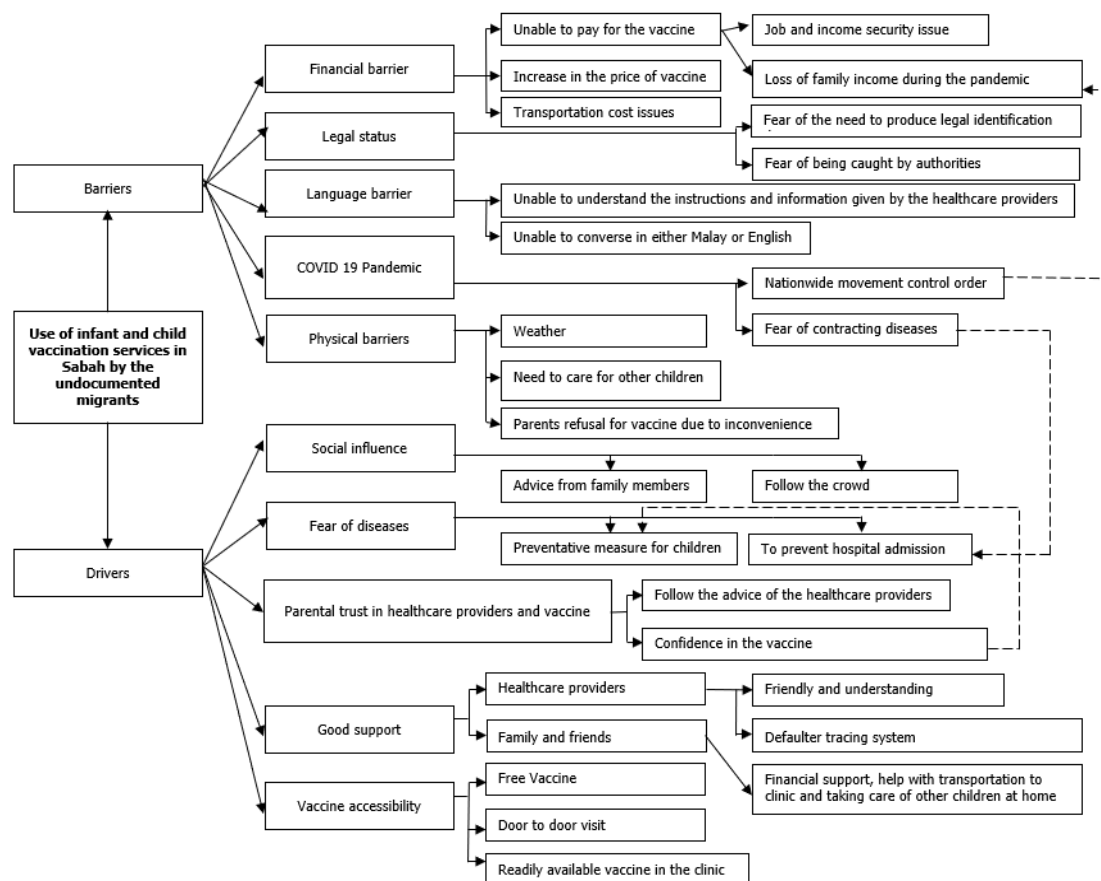 Unable to pay for the vaccine
Job and income security issue
Financial barrier
Increase in the price of vaccine
Loss of family income during the pandemic
Transportation cost issues
Legal status
Fear of the need to produce legal identification
Fear of being caught by authorities
Barriers
Language barrier
Unable to understand the instructions and information given by the healthcare providers
Unable to converse in either Malay or English
COVID 19 Pandemic
Nationwide movement control order
Fear of contracting diseases
Use of infant and child
vaccination services in
Sabah by the
undocumented
migrants
Physical barriers
Weather
Need to care for other children
Parents refusal for vaccine due to inconvenience
Social influence
Advice from family members
Follow the crowd
Fear of diseases
Preventative measure for children
To prevent hospital admission
Drivers
Parental trust in healthcare providers and vaccine
Follow the advice of the healthcare providers
Confidence in the vaccine
Good support
Healthcare providers
Friendly and understanding
Family and friends
Defaulter tracing system
Financial support, help with transportation to
clinic and taking care of other children at home
Vaccine accessibility
Free Vaccine
Door to door visit
Readily available vaccine in the clinic